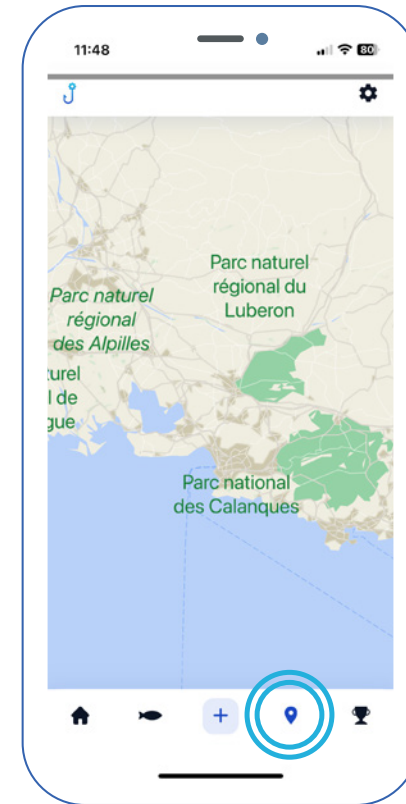 11:48
80
Parc naturel
régional du
Luberon
Parc naturel
régional
des Alpilles
turel
l de
gue
Parc national
des Calanques